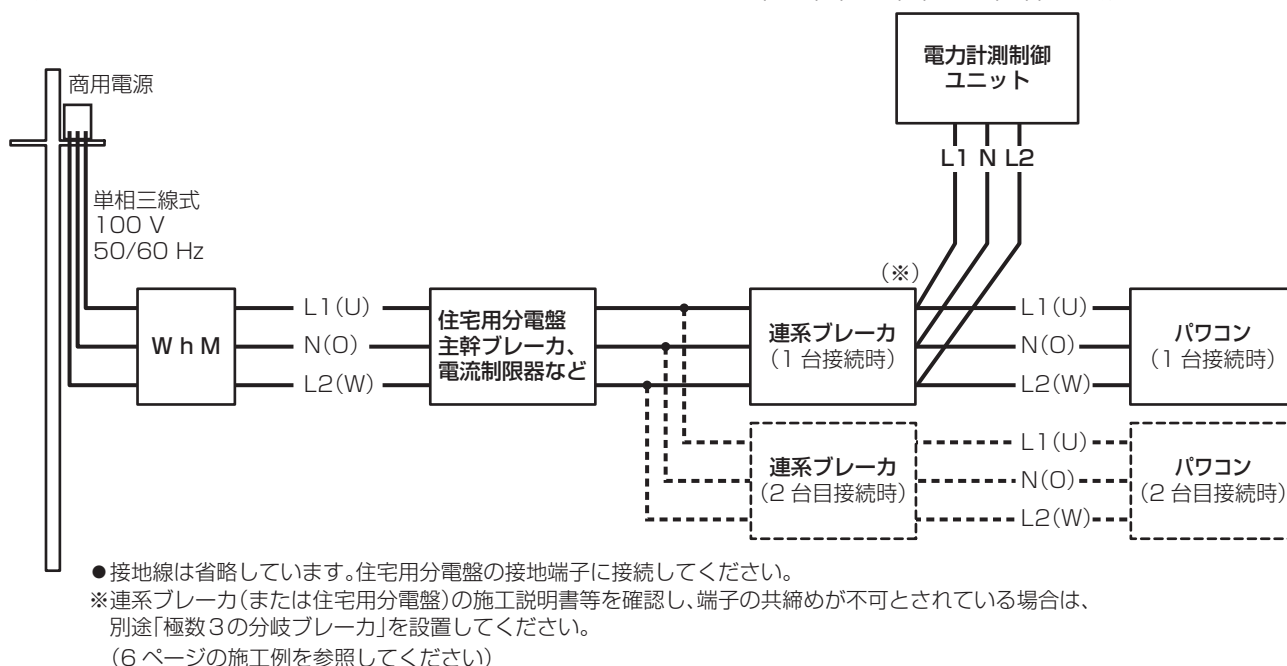 電力計測制御
ユニット
商用電源
L1 N L2
単相三線式
100 V
50/60 Hz
(※)
WhM
L1(U)
N(O)
L2(W)
住宅用分電盤
主幹ブレーカ、
電流制限器など
連系ブレーカ
(1 台接続時)
L1(U)
N(O)
L2(W)
パワコン
(1 台接続時)
連系ブレーカ
(2 台目接続時)
L1(U)
N(O)
L2(W)
パワコン
(2 台目接続時)
●接地線は省略しています。住宅用分電盤の接地端子に接続してください。
※連系ブレーカ(または住宅用分電盤)の施工説明書等を確認し、端子の共締めが不可とされている場合は、
別途「極数3の分岐ブレーカ」を設置してください。
(6 ページの施工例を参照してください)